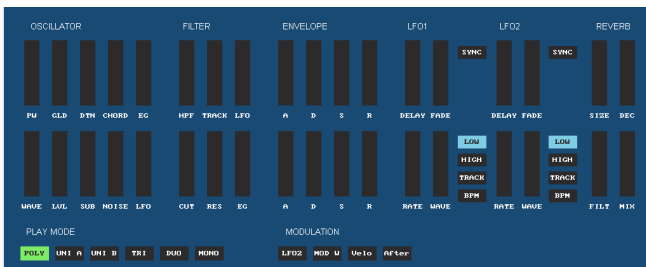 OSCILLATOR FILTER ENVELOPE LFO1 LFO2 REVERB
SYNC SYNC
PW GLD DTN CHORD EG HPF TRACK LFO A D S R DELAY FADE DELAY FADE SIZE DEC
LOW LOW
HIGH HIGH
TRACK TRACK
BPM BPM
WAVE LVL SUB NOISE LFO CUT RES EG A D S R RATE WAVE RATE WAVE FILT MIX
PLAY MODE MODULATION
POLY UNI A UNI B TRI DUO MONO LFO2 MOD W Velo After